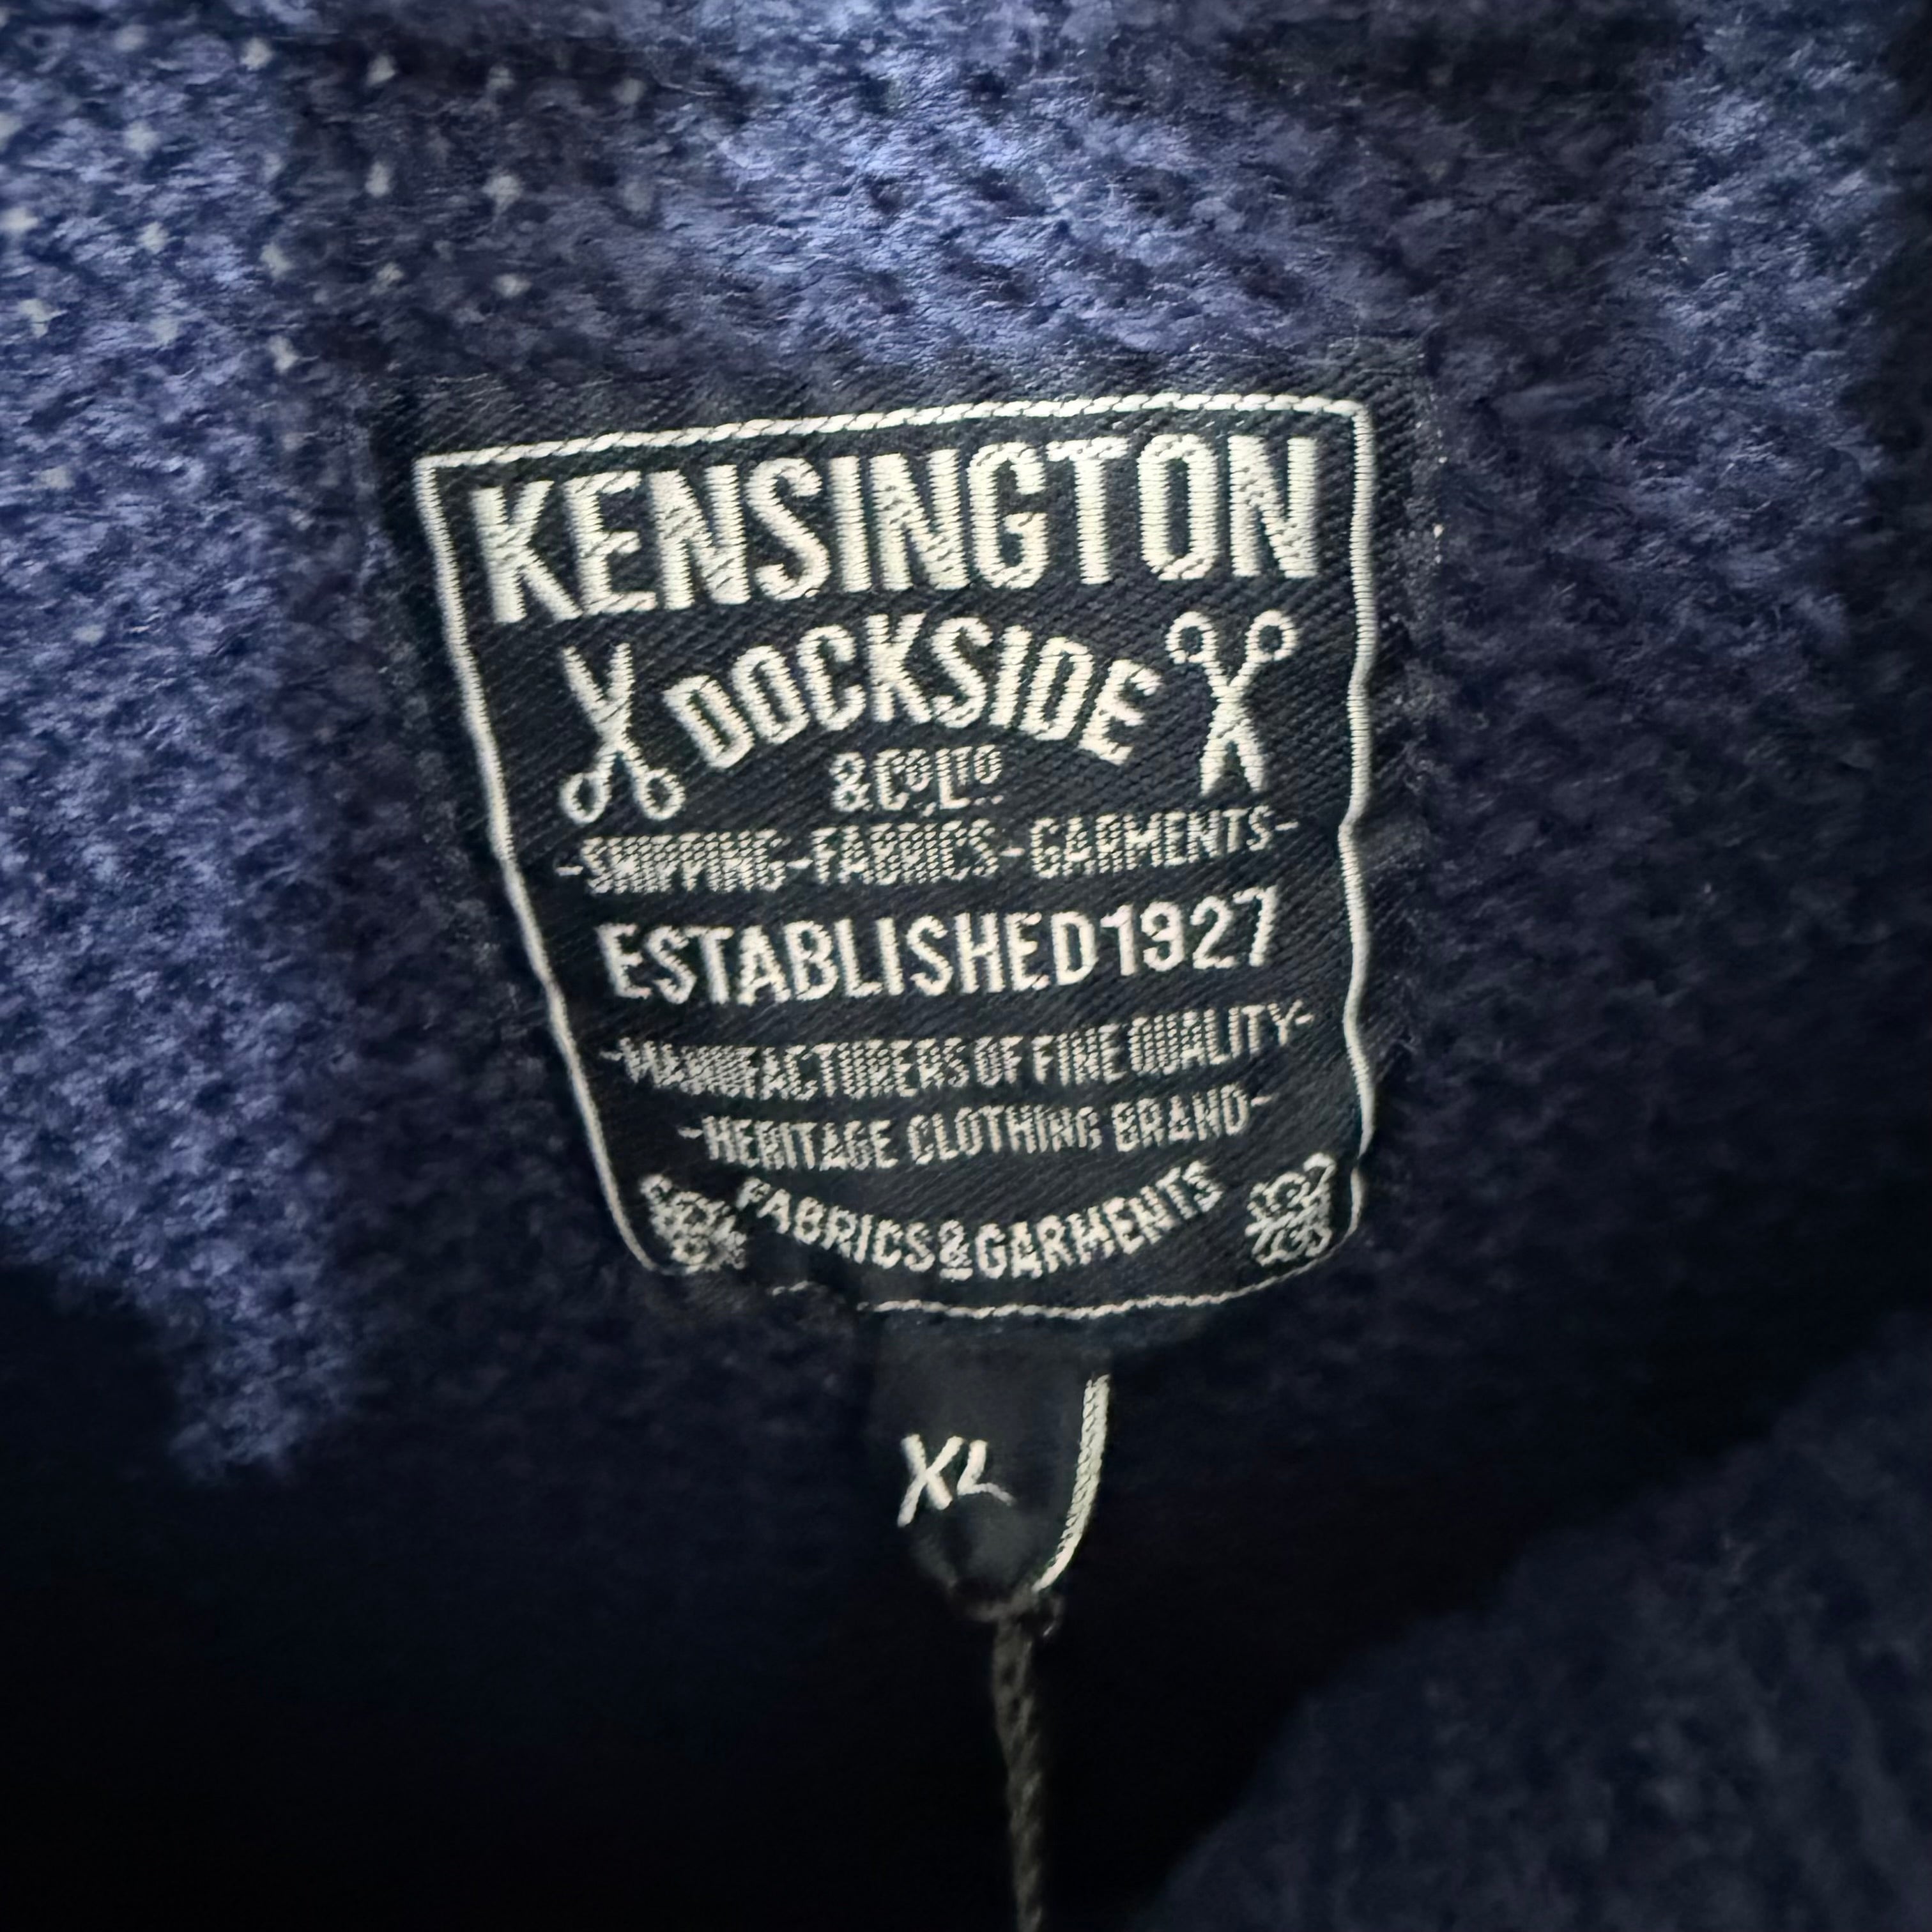 KENSINGTON
DOCKSIDE
& Co LTD
-SHIPPING-FABRICS-GARMENTS-
ESTABLISHED 1927
-MANUFACTURERS OF FINE QUALITY-
-HERITAGE CLOTHING BRAND-
FABRICS & GARMENTS
XL